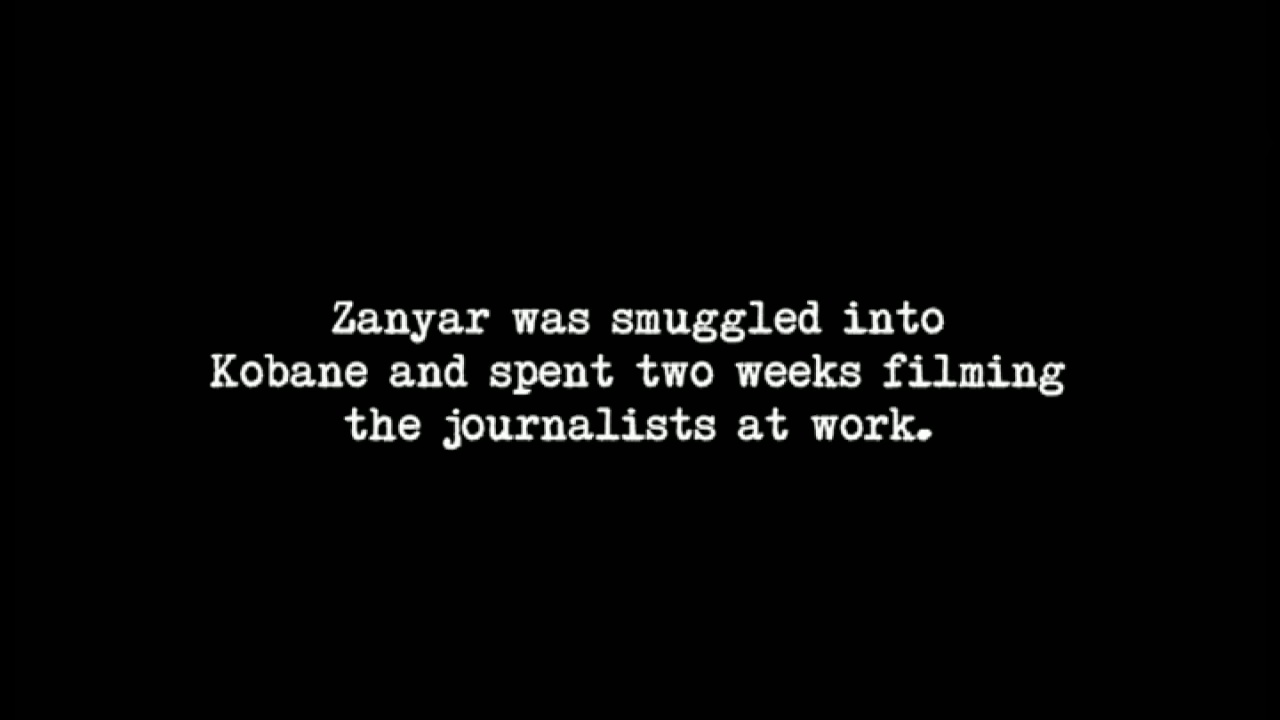 Zanyar was smuggled into
Kobane and spent two weeks filming
the journalists at work.